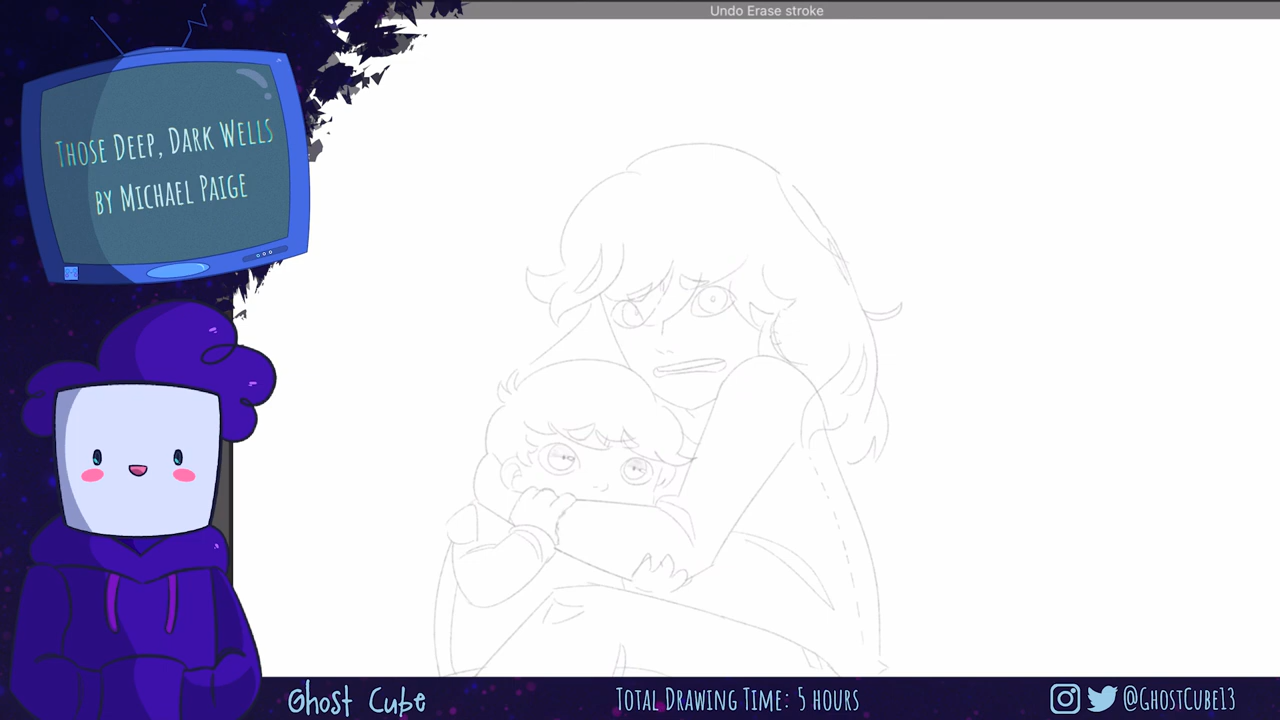 Undo Erase stroke
Those Deep, Dark Wells
by Michael Paige
Ghost Cube
Total Drawing Time: 5 hours
@GhostCube13